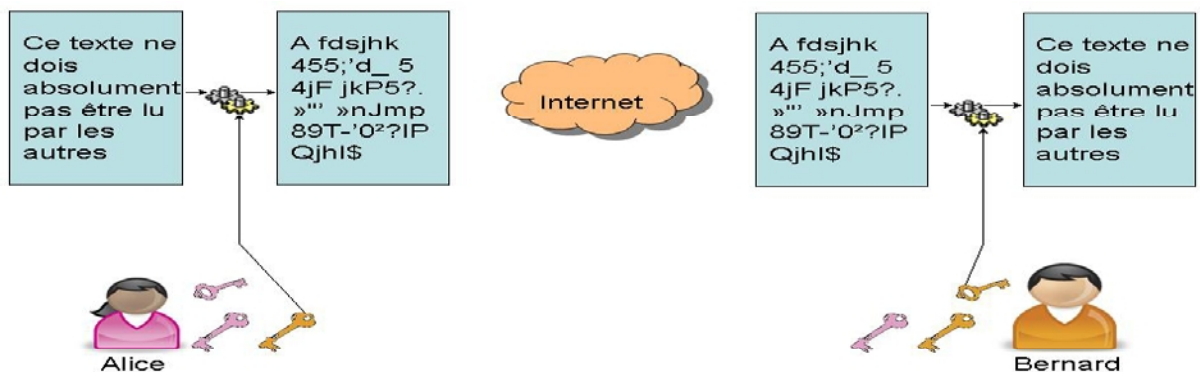 Ce texte ne
dois
absolument
pas être lu
par les
autres
A fdsjhk
455;'d_ 5
4jF jkP5?.
»"' »nJmp
89T-'0²?IP
QjhI$
Internet
A fdsjhk
455;'d_ 5
4jF jkP5?.
»"' »nJmp
89T-'0²?IP
QjhI$
Ce texte ne
dois
absolument
pas être lu
par les
autres
Alice
Bernard